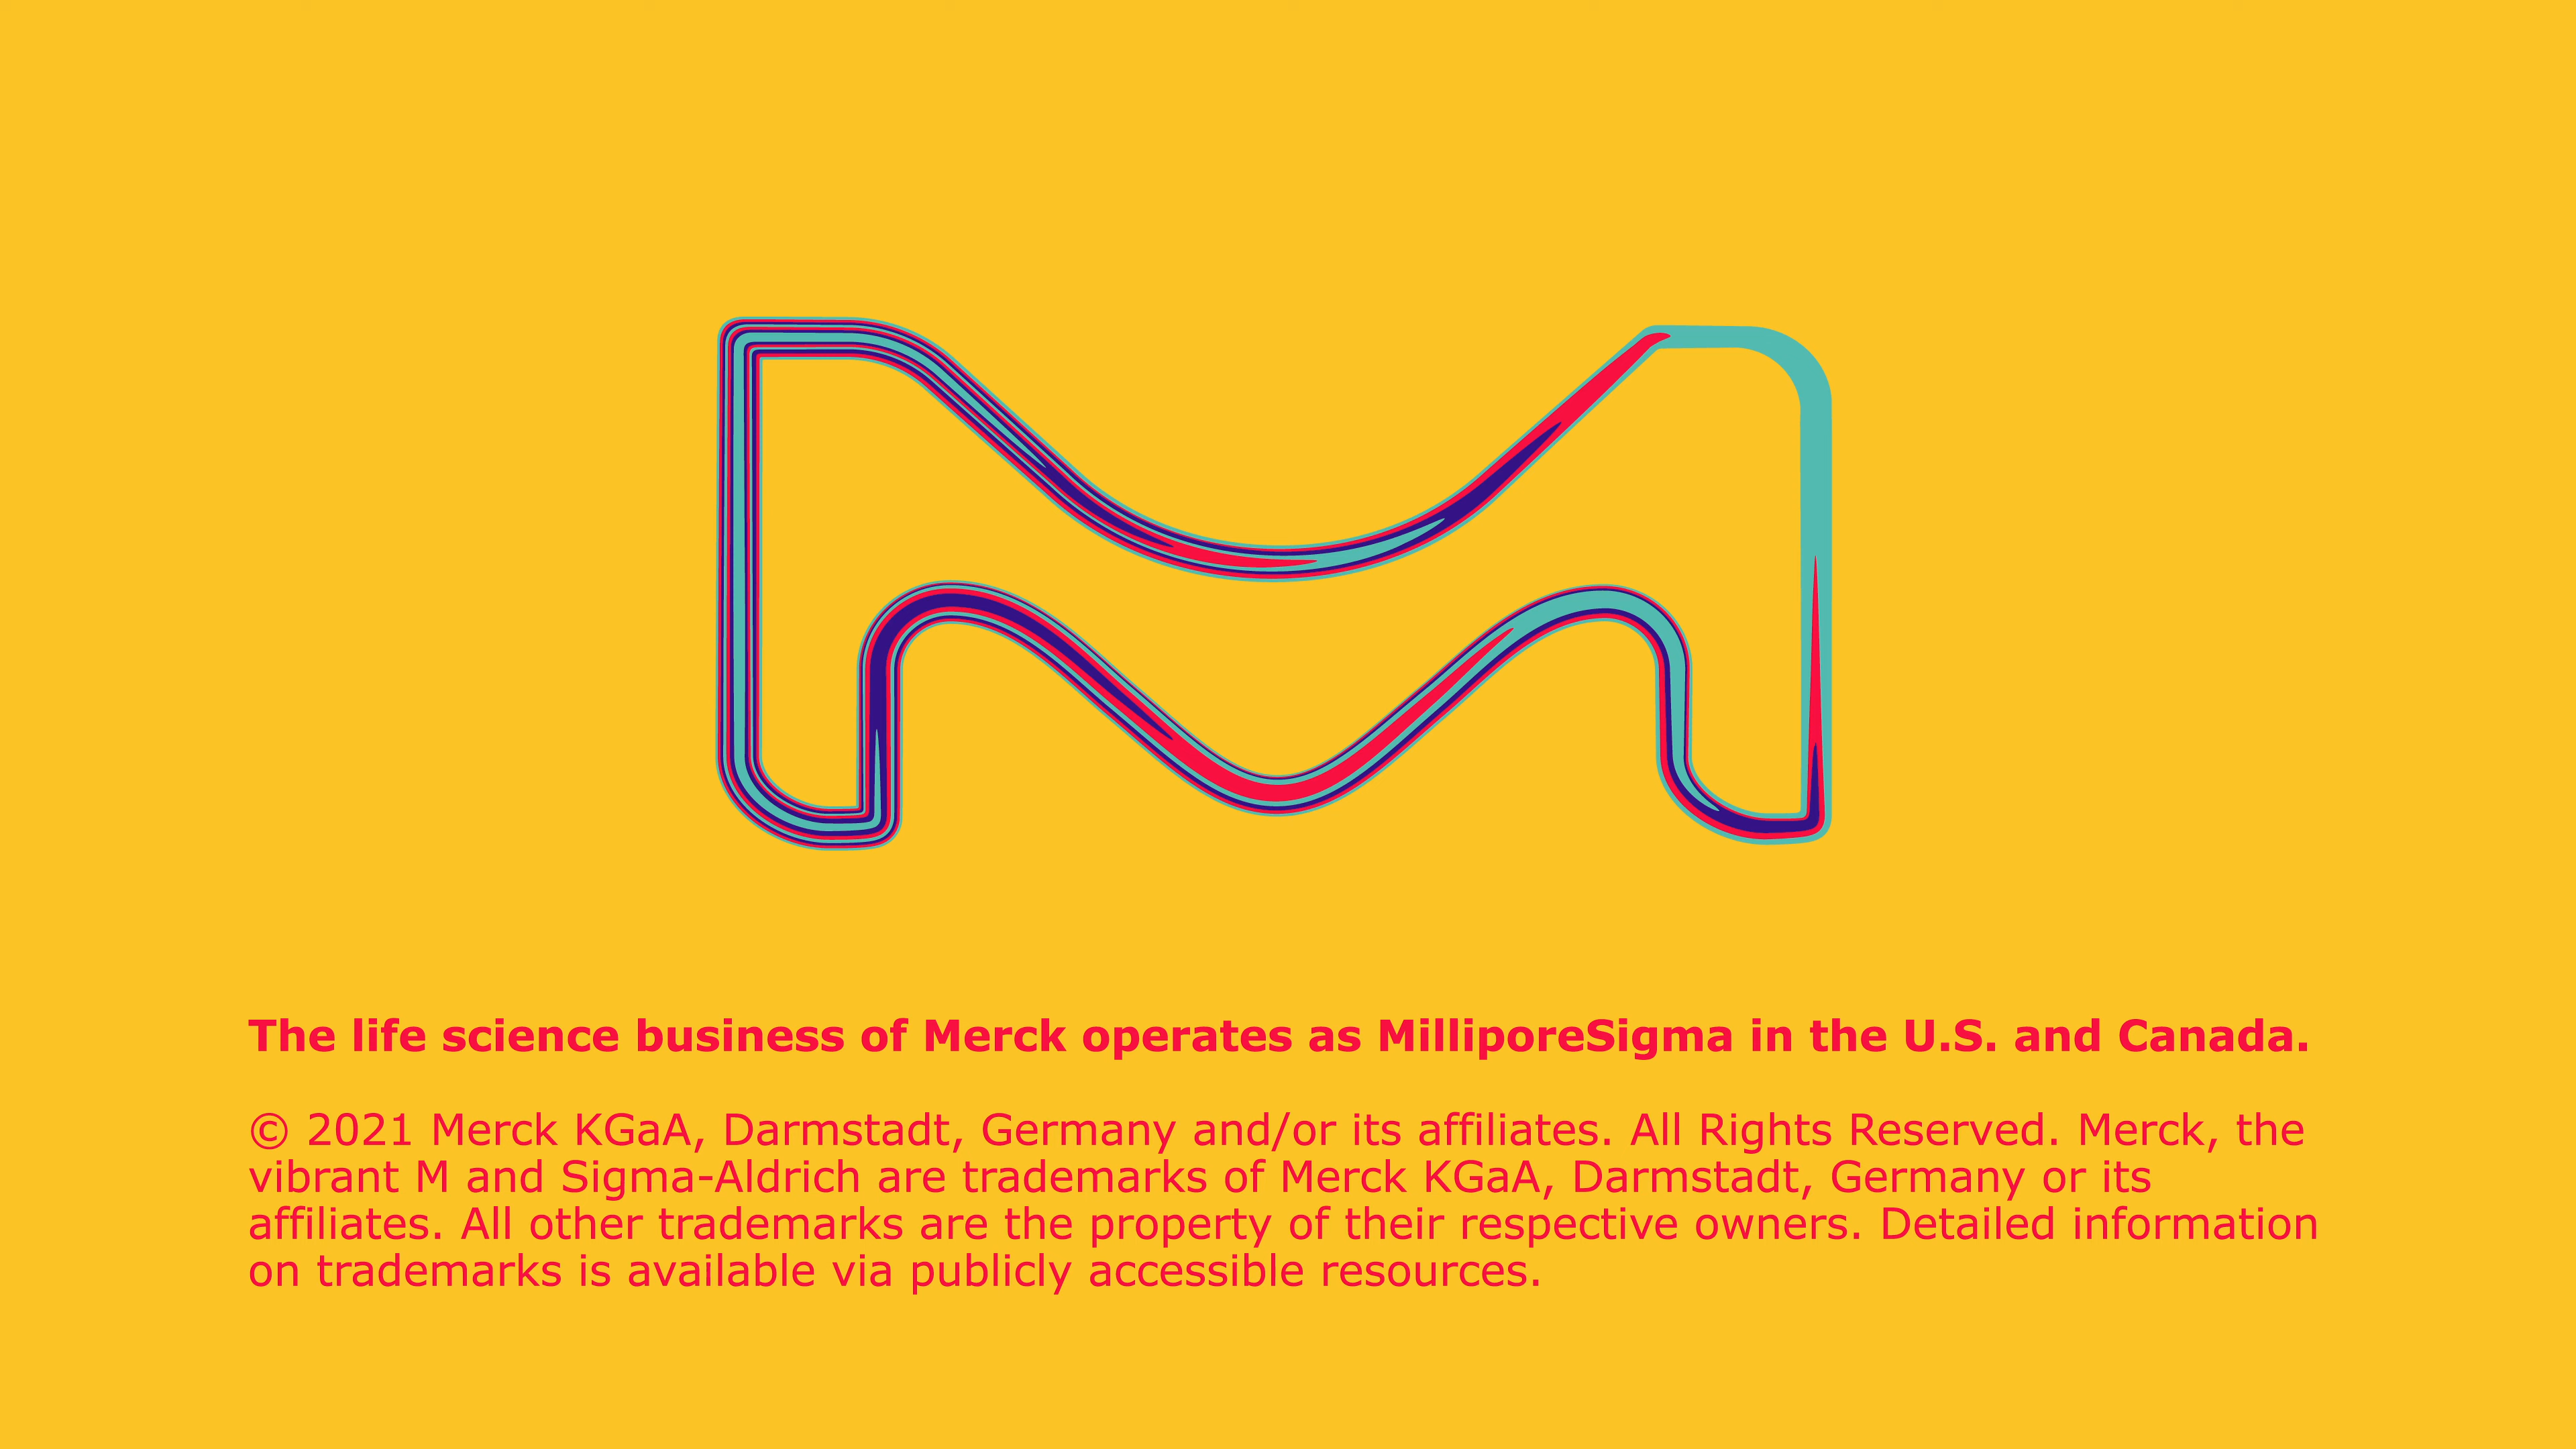 The life science business of Merck operates as MilliporeSigma in the U.S. and Canada.
© 2021 Merck KGaA, Darmstadt, Germany and/or its affiliates. All Rights Reserved. Merck, the
vibrant M and Sigma-Aldrich are trademarks of Merck KGaA, Darmstadt, Germany or its
affiliates. All other trademarks are the property of their respective owners. Detailed information
on trademarks is available via publicly accessible resources.